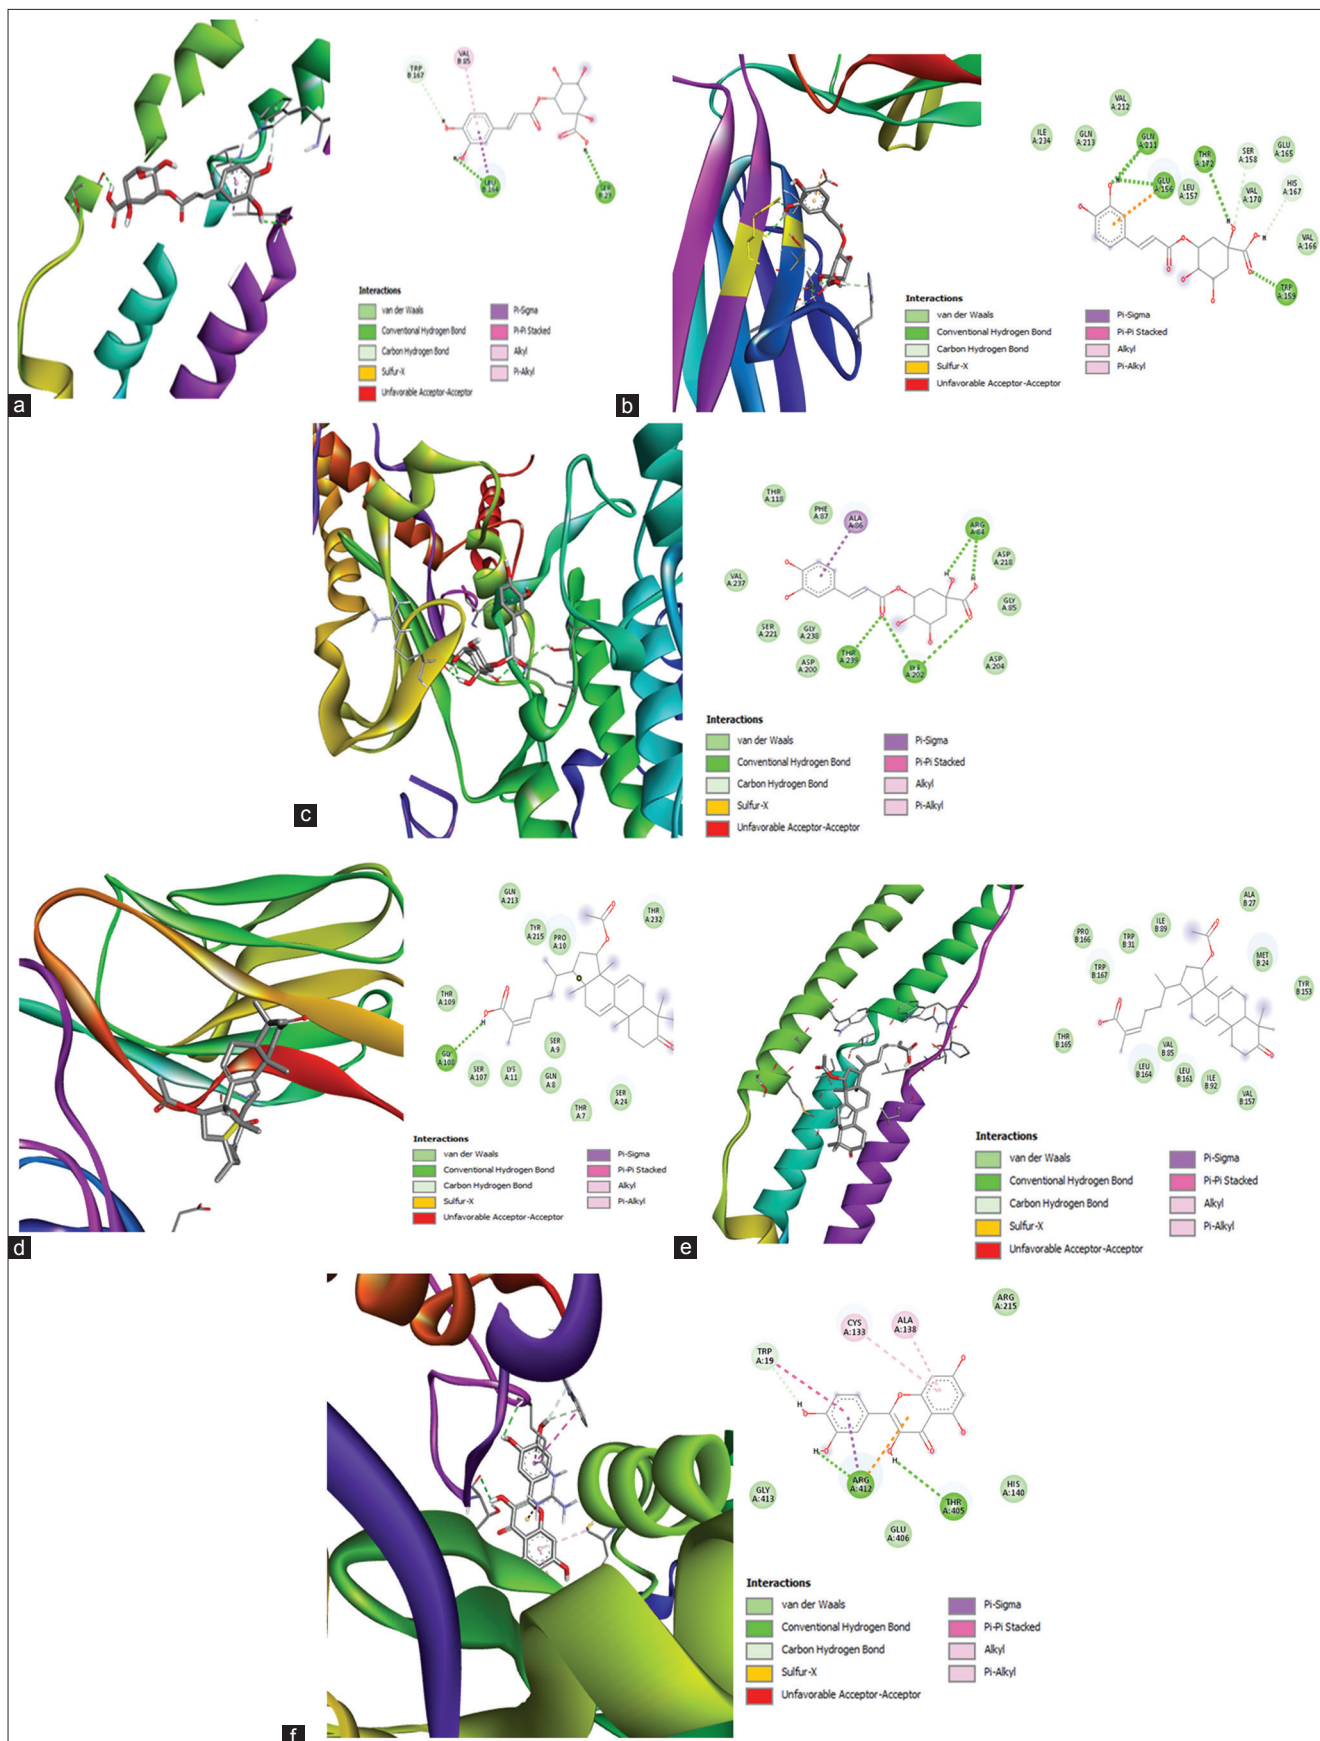 TRP
B:167
VAL
B:85
LEU
B:164
SER
B:23
Interactions
van der Waals
Conventional Hydrogen Bond
Carbon Hydrogen Bond
Sulfur-X
Unfavorable Acceptor-Acceptor
Pi-Sigma
Pi-Pi Stacked
Alkyl
Pi-Alkyl
a
VAL
A:212
ILE
A:234
GLN
A:213
GLN
A:211
THR
A:172
SER
A:158
GLU
A:165
GLU
A:156
LEU
A:157
VAL
A:170
HIS
A:167
VAL
A:166
TRP
A:159
Interactions
van der Waals
Conventional Hydrogen Bond
Carbon Hydrogen Bond
Sulfur-X
Unfavorable Acceptor-Acceptor
Pi-Sigma
Pi-Pi Stacked
Alkyl
Pi-Alkyl
b
THR
A:118
PHE
A:87
ALA
A:86
ARG
A:84
ASP
A:218
VAL
A:237
GLY
A:85
SER
A:221
GLY
A:238
ASP
A:200
THR
A:239
ILE
A:202
ASP
A:204
Interactions
van der Waals
Conventional Hydrogen Bond
Carbon Hydrogen Bond
Sulfur-X
Unfavorable Acceptor-Acceptor
Pi-Sigma
Pi-Pi Stacked
Alkyl
Pi-Alkyl
c
GLN
A:213
TYR
A:215
PRO
A:10
THR
A:232
THR
A:109
GLY
A:108
SER
A:107
LYS
A:11
SER
A:9
GLN
A:8
THR
A:7
SER
A:24
Interactions
van der Waals
Conventional Hydrogen Bond
Carbon Hydrogen Bond
Sulfur-X
Unfavorable Acceptor-Acceptor
Pi-Sigma
Pi-Pi Stacked
Alkyl
Pi-Alkyl
d
ALA
B:27
PRO
B:166
TRP
B:31
ILE
B:89
MET
B:24
TRP
B:167
TYR
B:153
THR
B:165
VAL
B:85
LEU
B:164
LEU
B:161
ILE
B:92
VAL
B:157
Interactions
van der Waals
Conventional Hydrogen Bond
Carbon Hydrogen Bond
Sulfur-X
Unfavorable Acceptor-Acceptor
Pi-Sigma
Pi-Pi Stacked
Alkyl
Pi-Alkyl
e
ARG
A:215
CYS
A:133
ALA
A:138
TRP
A:19
GLY
A:413
ARG
A:412
THR
A:405
HIS
A:140
GLU
A:406
Interactions
van der Waals
Conventional Hydrogen Bond
Carbon Hydrogen Bond
Sulfur-X
Unfavorable Acceptor-Acceptor
Pi-Sigma
Pi-Pi Stacked
Alkyl
Pi-Alkyl
f